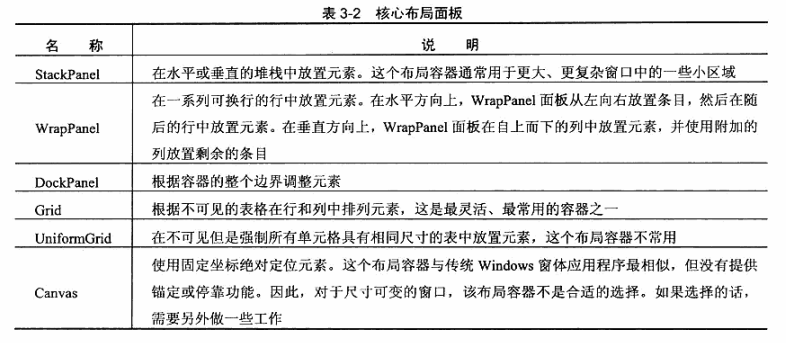 表 3-2 核心布局面板
名 称 说 明
StackPanel 在水平或垂直的堆栈中放置元素。这个布局容器通常用于更大、更复杂窗口中的一些小区域
在一系列可换行的行中放置元素。在水平方向上，WrapPanel 面板从左向右放置条目，然后在随
WrapPanel 后的行中放置元素。在垂直方向上，WrapPanel 面板在自上而下的列中放置元素，并使用附加的
列放置剩余的条目
DockPanel 根据容器的整个边界调整元素
Grid 根据不可见的表格在行和列中排列元素，这是最灵活、最常用的容器之一
UniformGrid 在不可见但是强制所有单元格具有相同尺寸的表中放置元素，这个布局容器不常用
使用固定坐标绝对定位元素。这个布局容器与传统 Windows 窗体应用程序最相似，但没有提供
Canvas 锚定或停靠功能。因此，对于尺寸可变的窗口，该布局容器不是合适的选择。如果选择的话，
需要另外做一些工作